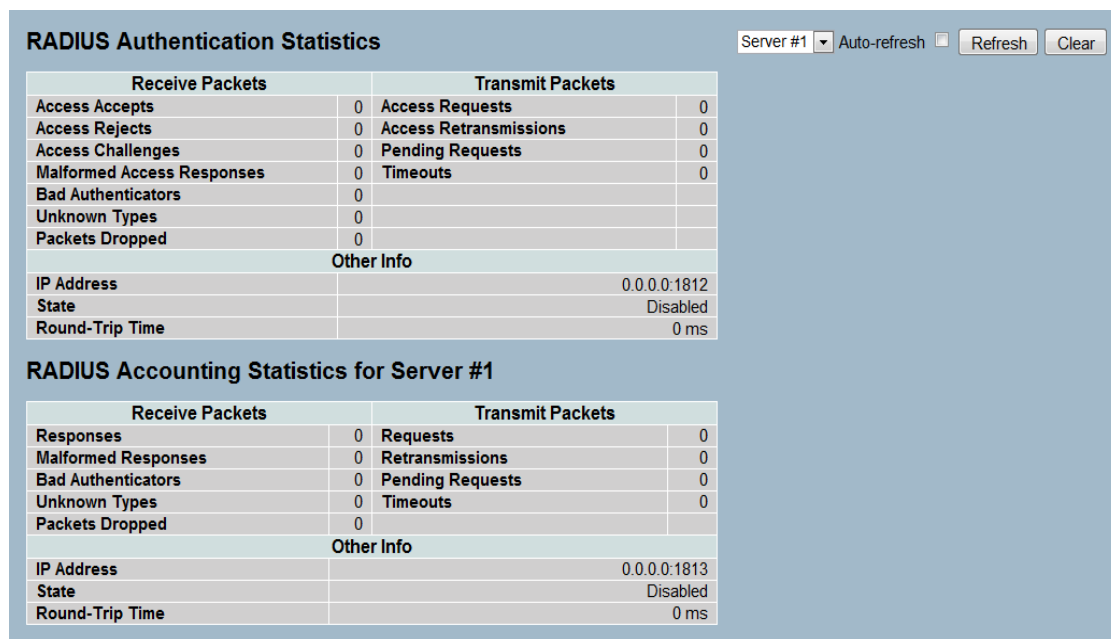 RADIUS Authentication Statistics
Server #1 Auto-refresh Refresh Clear
Receive Packets Transmit Packets
Access Accepts 0 Access Requests 0
Access Rejects 0 Access Retransmissions 0
Access Challenges 0 Pending Requests 0
Malformed Access Responses 0 Timeouts 0
Bad Authenticators 0
Unknown Types 0
Packets Dropped 0
Other Info
IP Address 0.0.0.0:1812
State Disabled
Round-Trip Time 0 ms
RADIUS Accounting Statistics for Server #1
Receive Packets Transmit Packets
Responses 0 Requests 0
Malformed Responses 0 Retransmissions 0
Bad Authenticators 0 Pending Requests 0
Unknown Types 0 Timeouts 0
Packets Dropped 0
Other Info
IP Address 0.0.0.0:1813
State Disabled
Round-Trip Time 0 ms